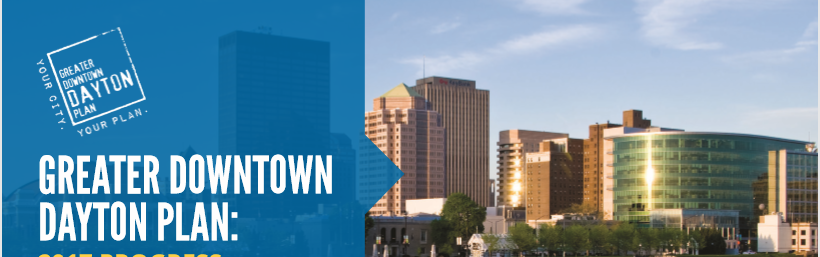 GREATER
DOWNTOWN
DAYTON
PLAN
YOUR CITY.
YOUR PLAN.
GREATER DOWNTOWN
DAYTON PLAN: